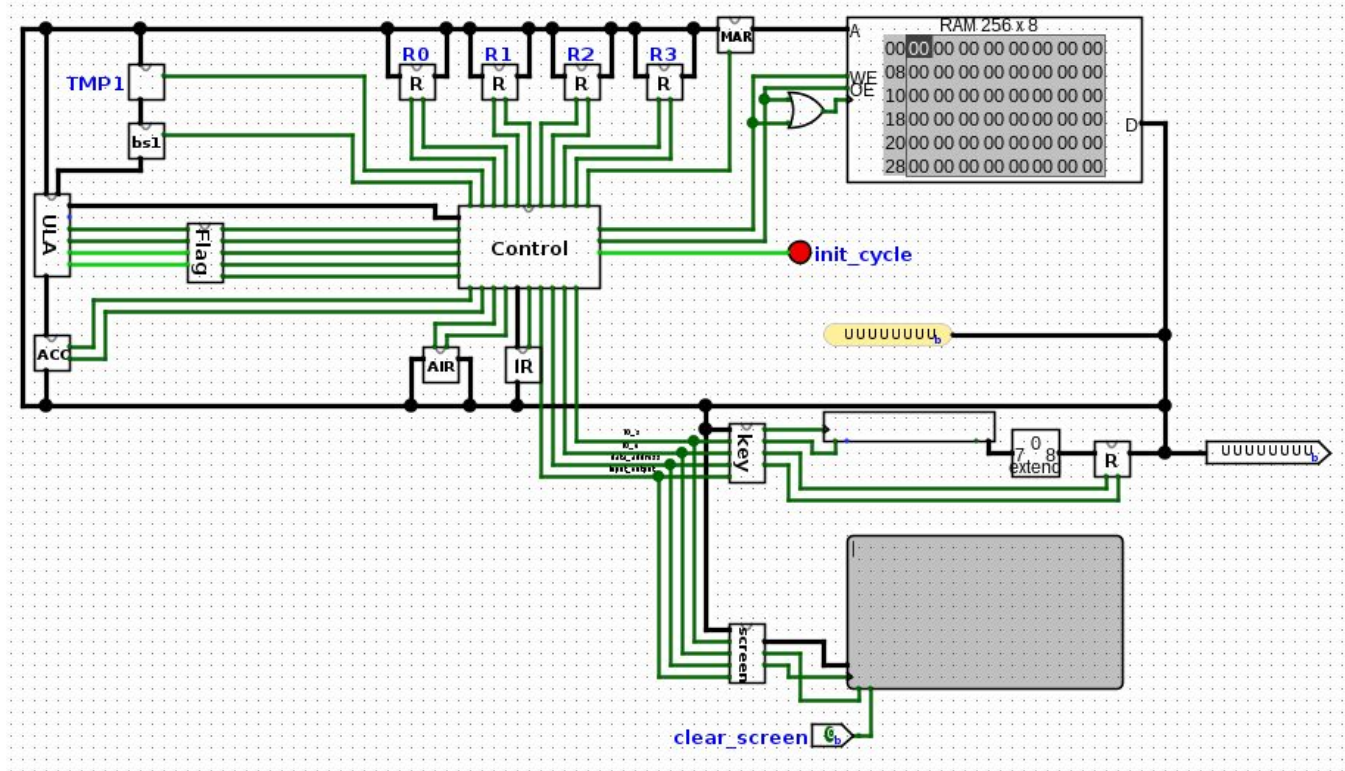 RAM 256 x 8
MAR
A
R0 R1 R2 R3
00 00 00 00 00 00 00 00 00
TMP1
R R R R
WE
08 00 00 00 00 00 00 00 00
OE
10 00 00 00 00 00 00 00 00
18 00 00 00 00 00 00 00 00
D
bs1
20 00 00 00 00 00 00 00 00
28 00 00 00 00 00 00 00 00
ULA
Flag
Control
init_cycle
UUUUUUUU b
ACC
AIR
IR
key
0
7 8
extend
R
UUUUUUUU b
screen
clear_screen
0 b